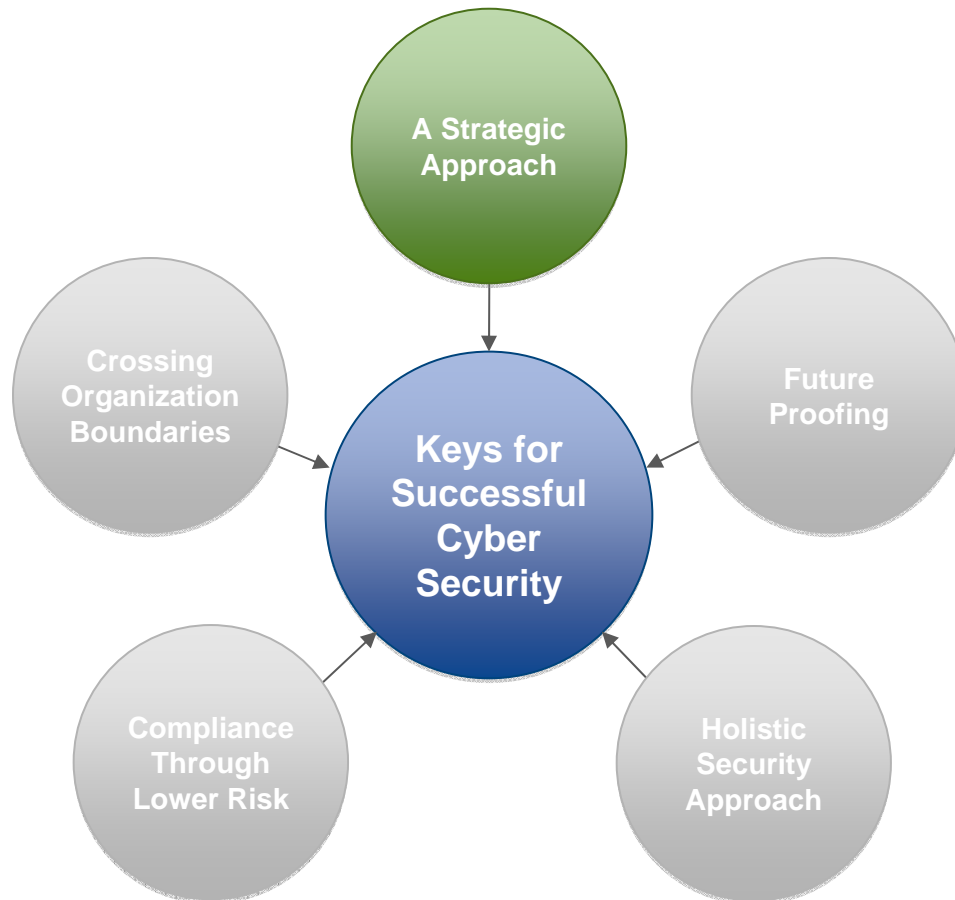 A Strategic
Approach
Crossing
Organization
Boundaries
Future
Proofing
Keys for
Successful
Cyber
Security
Compliance
Through
Lower Risk
Holistic
Security
Approach